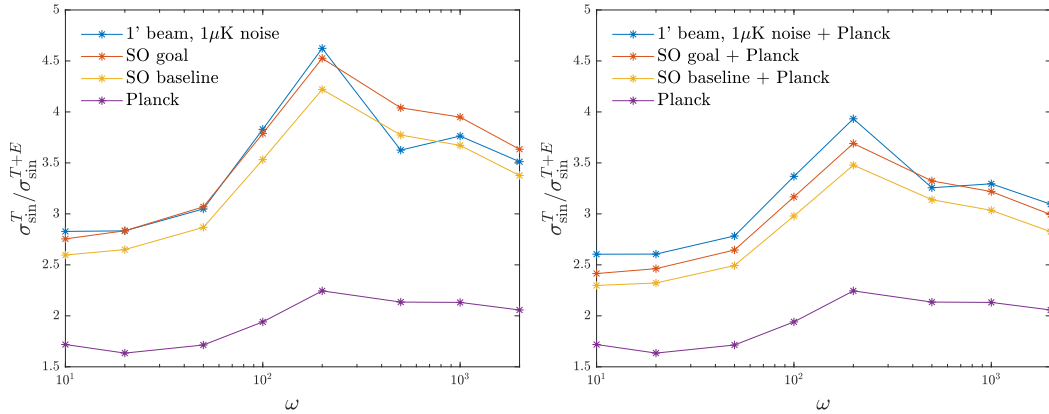 1' beam, 1μK noise
SO goal
SO baseline
Planck
σ^T_sin/σ^{T+E}_sin
5
4.5
4
3.5
3
2.5
2
1.5
10^1
10^2
10^3
ω
1' beam, 1μK noise + Planck
SO goal + Planck
SO baseline + Planck
Planck
σ^T_sin/σ^{T+E}_sin
5
4.5
4
3.5
3
2.5
2
1.5
10^1
10^2
10^3
ω